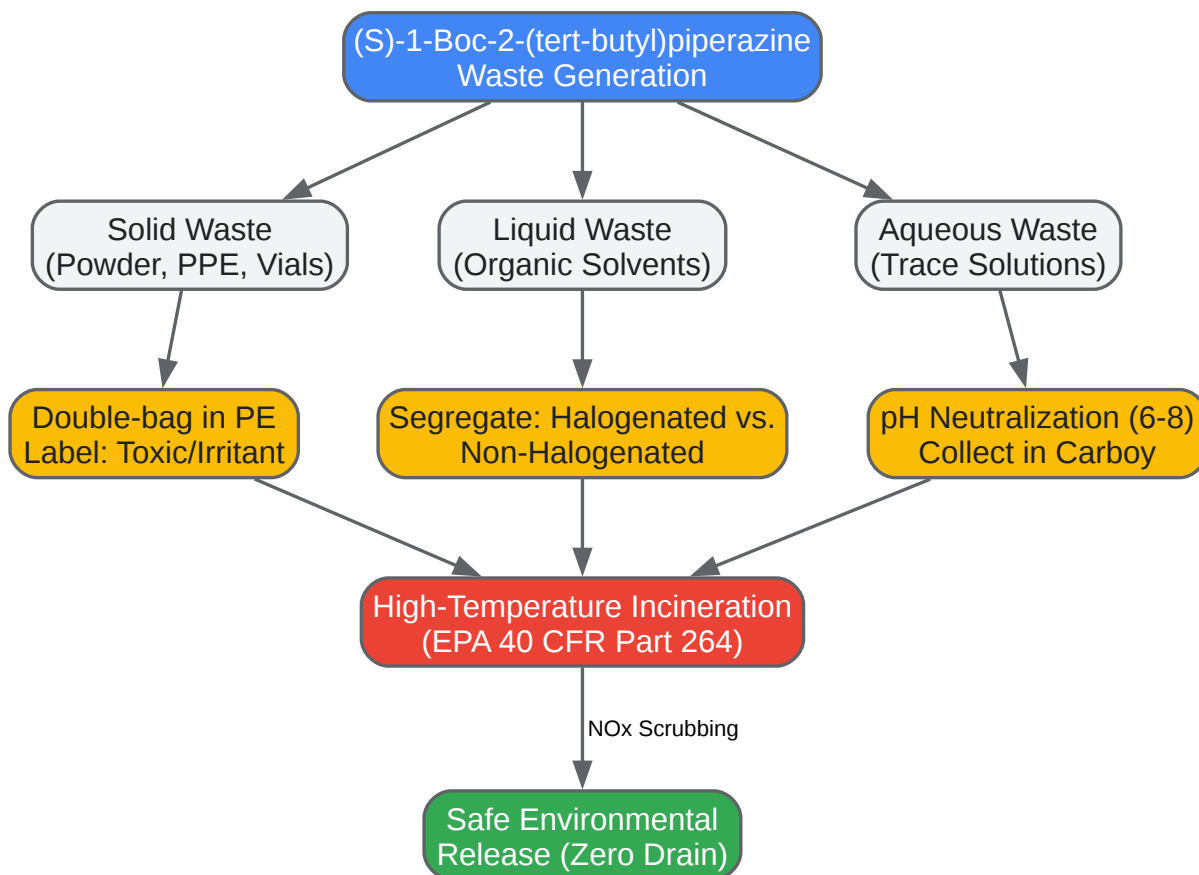 (S)-1-Boc-2-(tert-butyl)piperazine
Waste Generation
Solid Waste
(Powder, PPE, Vials)
Liquid Waste
(Organic Solvents)
Aqueous Waste
(Trace Solutions)
Double-bag in PE
Label: Toxic/Irritant
Segregate: Halogenated vs.
Non-Halogenated
pH Neutralization (6-8)
Collect in Carboy
High-Temperature Incineration
(EPA 40 CFR Part 264)
NOx Scrubbing
Safe Environmental
Release (Zero Drain)